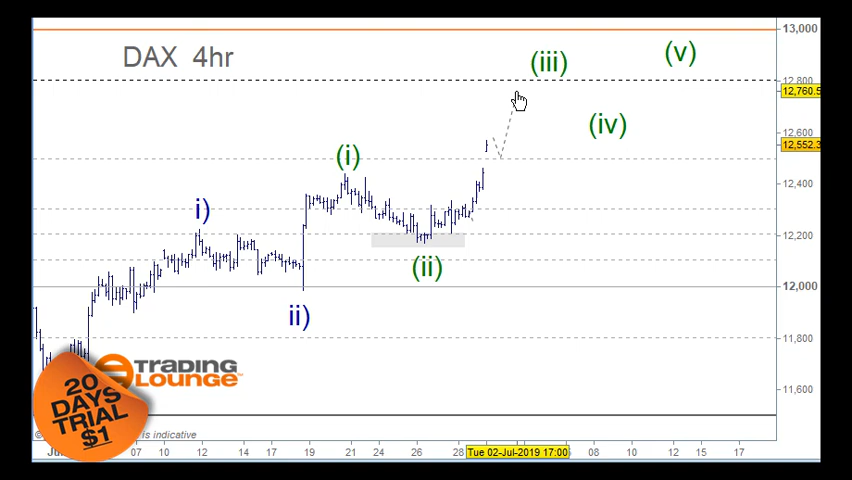 13,000
DAX 4hr
(v)
(iii)
12,800
12,760.5
(iv)
12,600
12,552.3
(i)
12,400
i)
12,200
(ii)
12,000
ii)
11,800
TRADING
LOUNGE™
20
DAYS
TRIAL
$1
11,600
© is indicative
07 10 12 14 17 19 21 24 26 28 Tue 02-Jul-2019 17:00 08 10 12 15 17